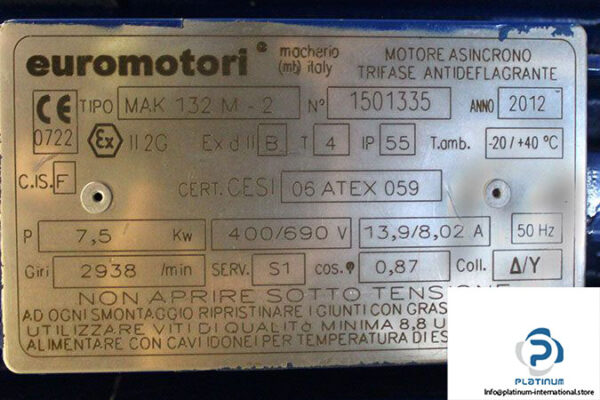 euromotori ® macherio (mb) italy
MOTORE ASINCRONO TRIFASE ANTIDEFLAGRANTE
CE 0722 TIPO MAK 132 M - 2 N° 1501335 ANNO 2012
Ex II 2G Ex d II B T 4 IP 55 T.amb. -20/+40 °C
C.IS. F CERT. CESI 06 ATEX 059
P 7,5 Kw 400/690 V 13,9/8,02 A 50 Hz
Giri 2938 /min SERV. S1 cos.φ 0,87 Coll. Δ/Y
NON APRIRE SOTTO TENSIONE
AD OGNI SMONTAGGIO RIPRISTINARE I GIUNTI CON GRAS
UTILIZZARE VITI DI QUALITÒ MINIMA 8.8 U
ALIMENTARE CON CAVI IDONEI PER TEMPERATURA DI ES
PLATINUM
info@platinum-international.store